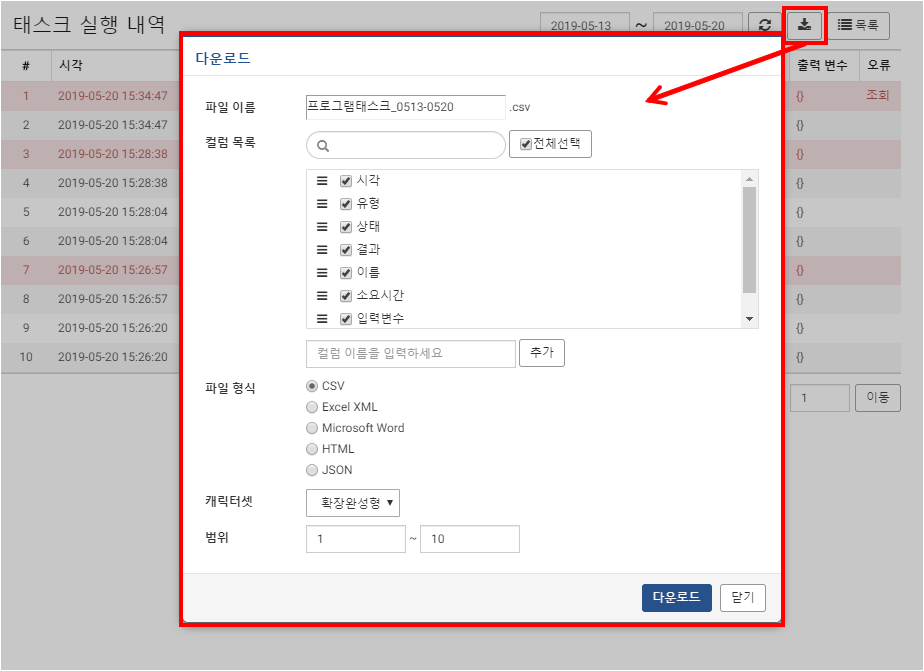 태스크 실행 내역
2019-05-13 ~ 2019-05-20 목록
# 시각 출력 변수 오류
1 2019-05-20 15:34:47 {} 조회
2 2019-05-20 15:34:47 {}
3 2019-05-20 15:28:38 {}
4 2019-05-20 15:28:38 {}
5 2019-05-20 15:28:04 {}
6 2019-05-20 15:28:04 {}
7 2019-05-20 15:26:57 {}
8 2019-05-20 15:26:57 {}
9 2019-05-20 15:26:20 {}
10 2019-05-20 15:26:20 {}
1 이동
다운로드
파일 이름 프로그램태스크_0513-0520 .csv
컬럼 목록 전체선택
시각
유형
상태
결과
이름
소요시간
입력변수
컬럼 이름을 입력하세요 추가
파일 형식 CSV
Excel XML
Microsoft Word
HTML
JSON
캐릭터셋 확장완성형
범위 1 ~ 10
다운로드 닫기